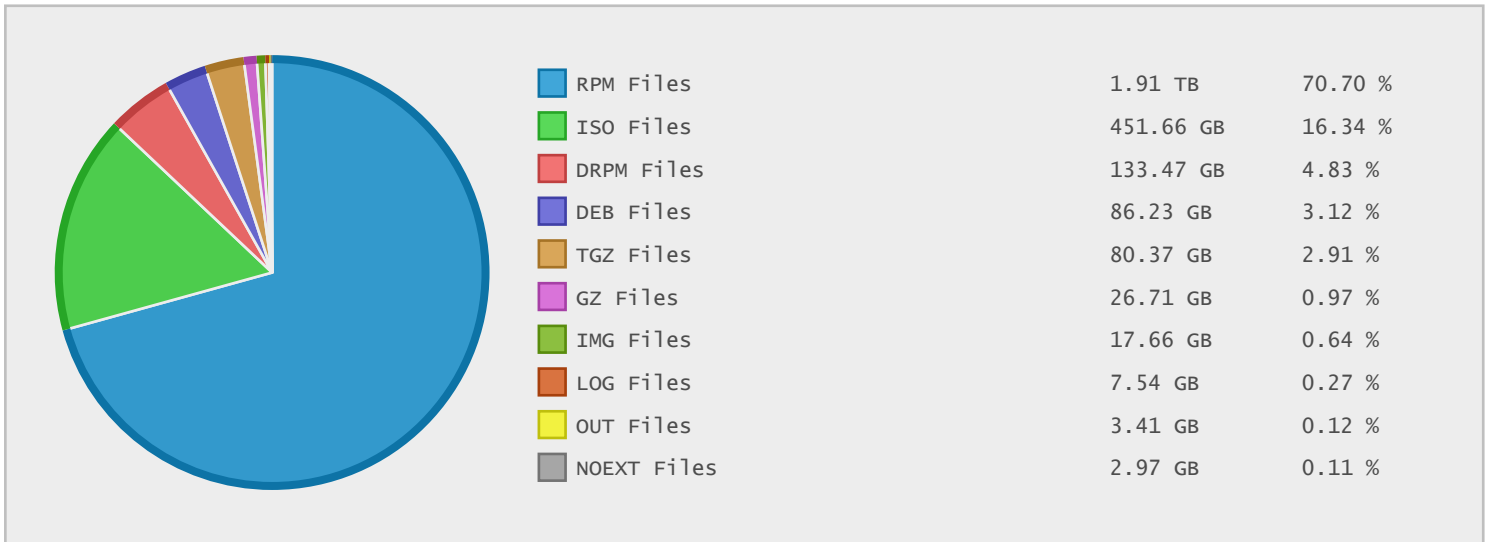 RPM Files 1.91 TB 70.70 %
ISO Files 451.66 GB 16.34 %
DRPM Files 133.47 GB 4.83 %
DEB Files 86.23 GB 3.12 %
TGZ Files 80.37 GB 2.91 %
GZ Files 26.71 GB 0.97 %
IMG Files 17.66 GB 0.64 %
LOG Files 7.54 GB 0.27 %
OUT Files 3.41 GB 0.12 %
NOEXT Files 2.97 GB 0.11 %